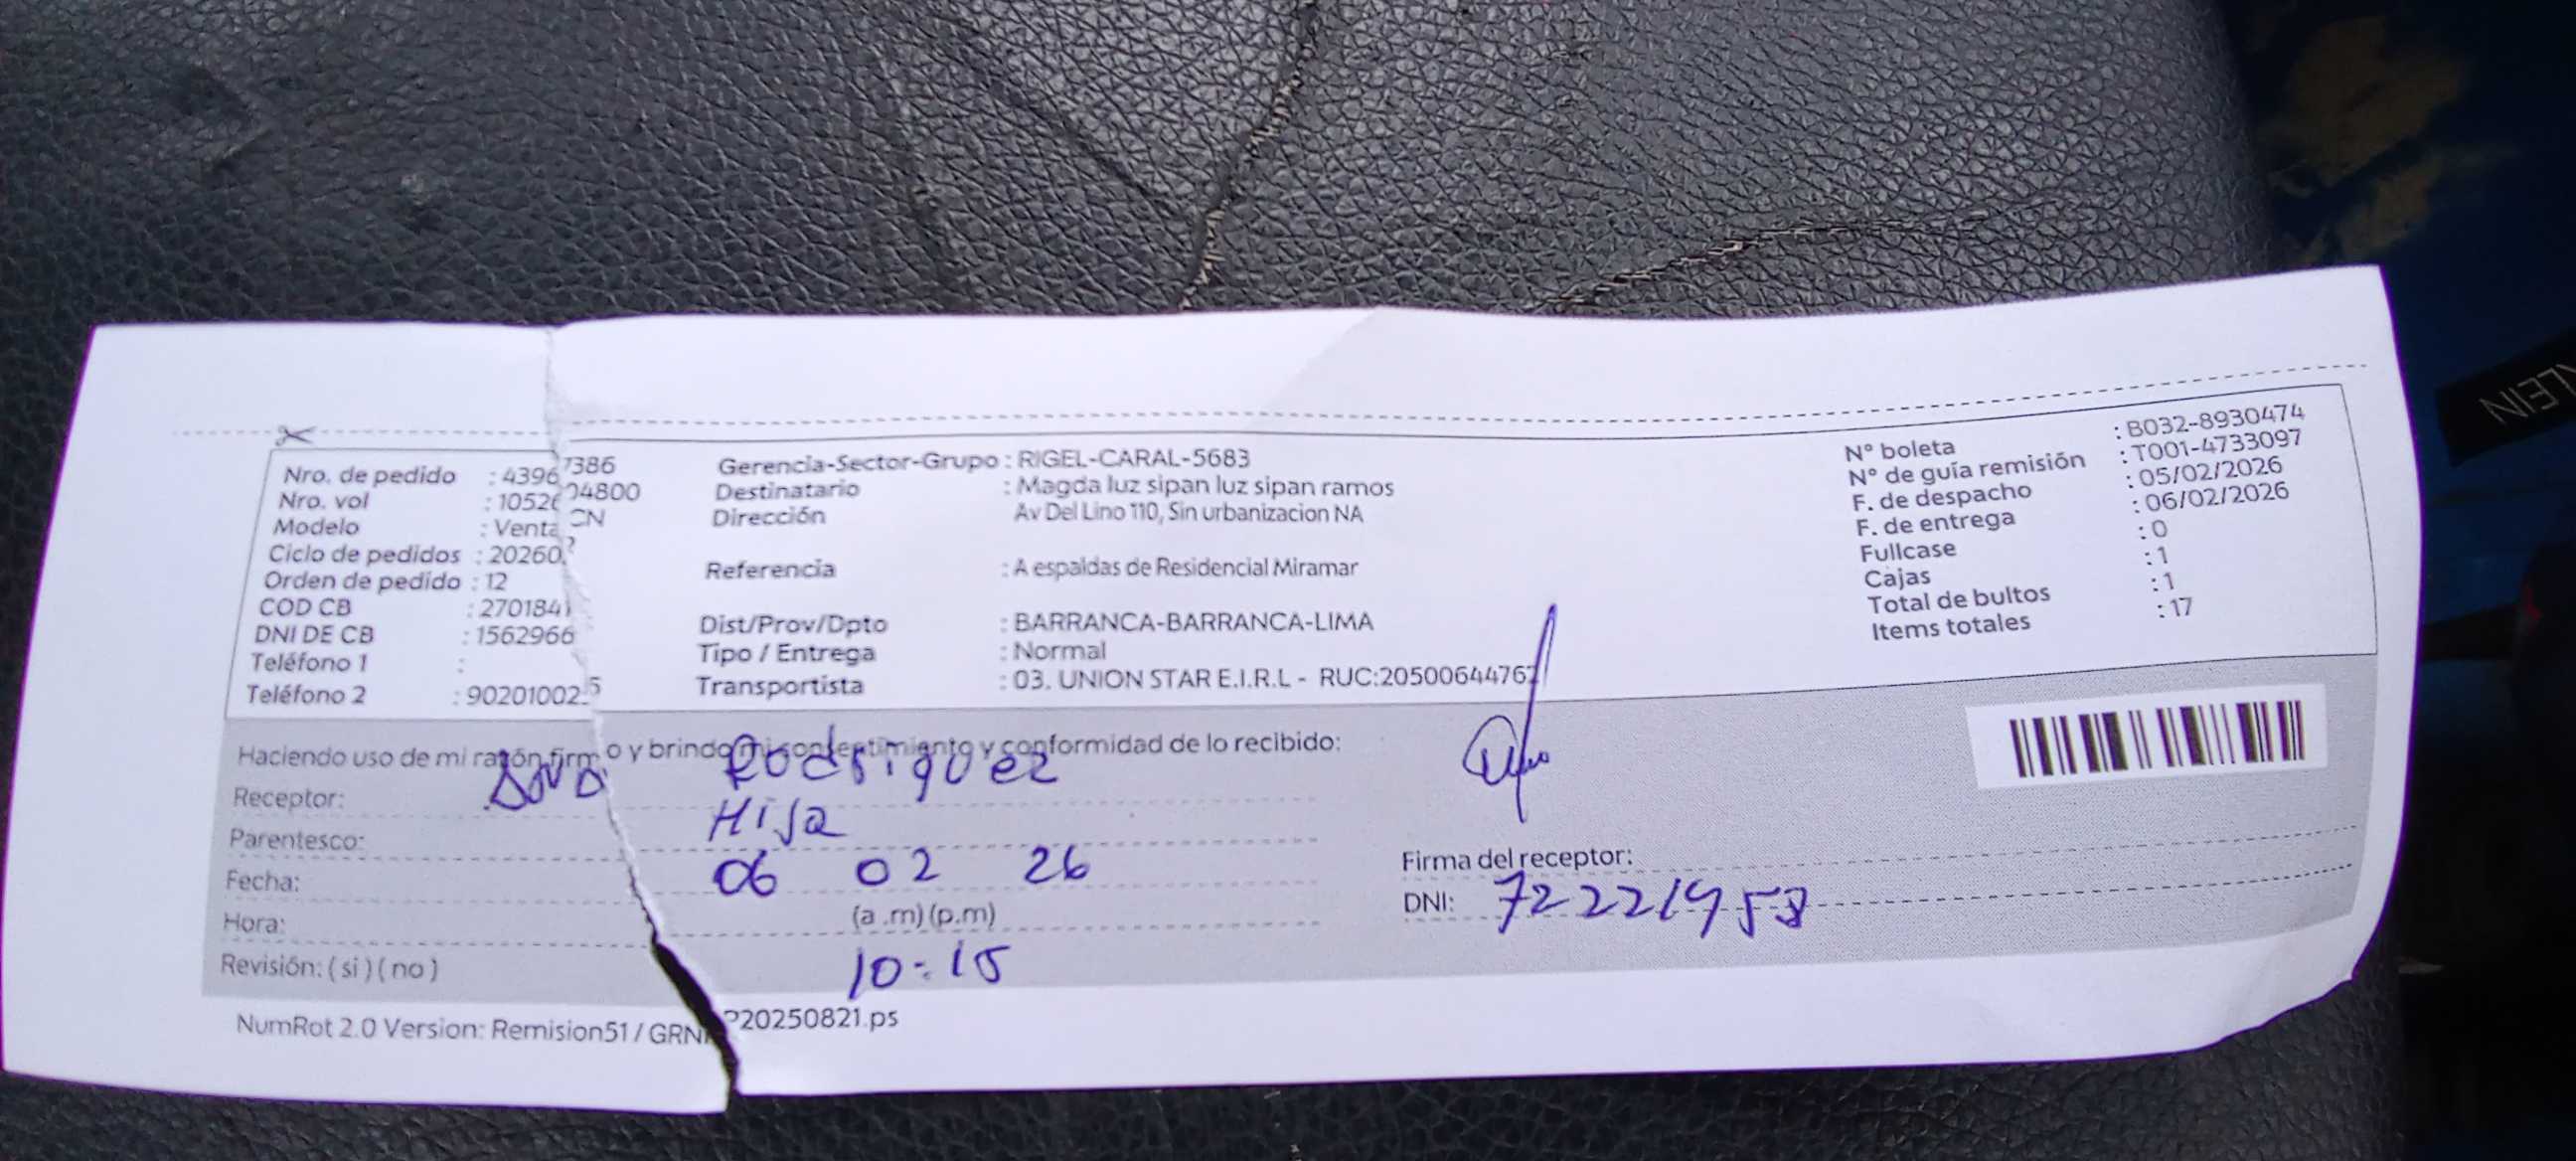 Nro. de pedido : 4396 7386
Nro. vol : 1052 04800
Modelo : Venta CN
Ciclo de pedidos : 20260
Orden de pedido : 12
COD CB : 270184
DNI DE CB : 1562966
Teléfono 1 :
Teléfono 2 : 90201002 5
Gerencia-Sector-Grupo : RIGEL-CARAL-5683
Destinatario : Magda luz sipan luz sipan ramos
Dirección Av Del Lino 110, Sin urbanizacion NA
Referencia : A espaldas de Residencial Miramar
Dist/Prov/Dpto : BARRANCA-BARRANCA-LIMA
Tipo / Entrega : Normal
Transportista : 03. UNION STAR E.I.R.L - RUC:20500644762
N° boleta : B032-8930474
N° de guía remisión : T001-4733097
F. de despacho : 05/02/2026
F. de entrega : 06/02/2026
Fullcase : 0
Cajas : 1
Total de bultos : 1
Items totales : 17
Haciendo uso de mi razón firmo y brindo mi consentimiento y conformidad de lo recibido:
Receptor: Rodriguez
Parentesco: Hija
Fecha: 06 02 26
Hora: (a .m) (p.m)
10:15
Revisión: ( si ) ( no )
Firma del receptor:
DNI: 72221958
NumRot 2.0 Version: Remision51 / GRN P20250821.ps
KLEIN